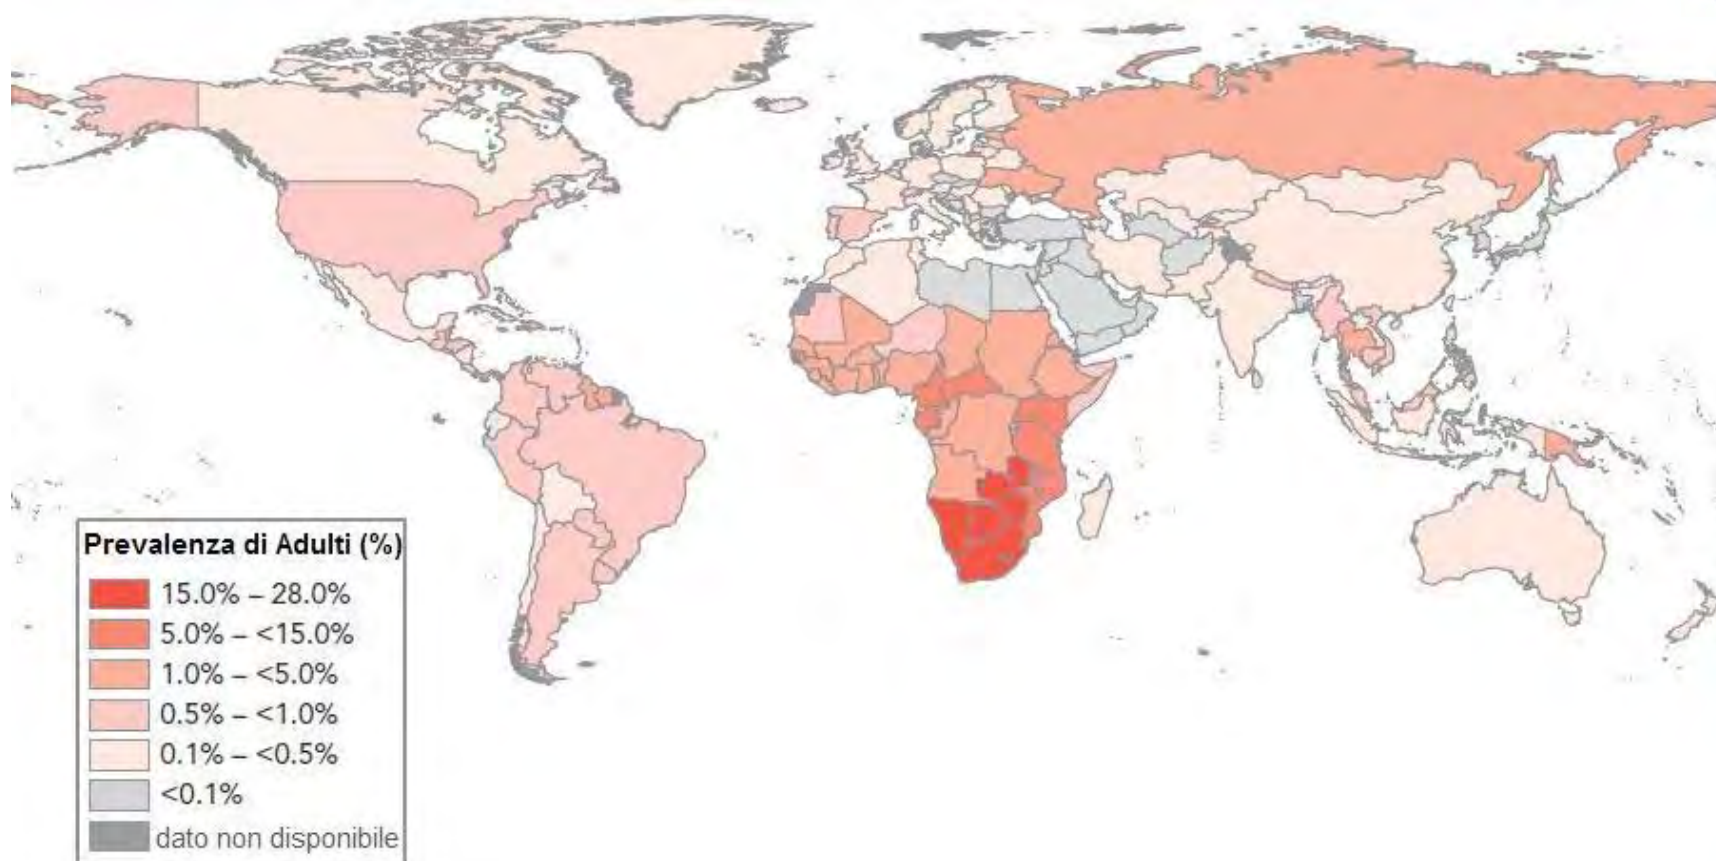 Prevalenza di Adulti (%)
15.0% – 28.0%
5.0% – <15.0%
1.0% – <5.0%
0.5% – <1.0%
0.1% – <0.5%
<0.1%
dato non disponibile